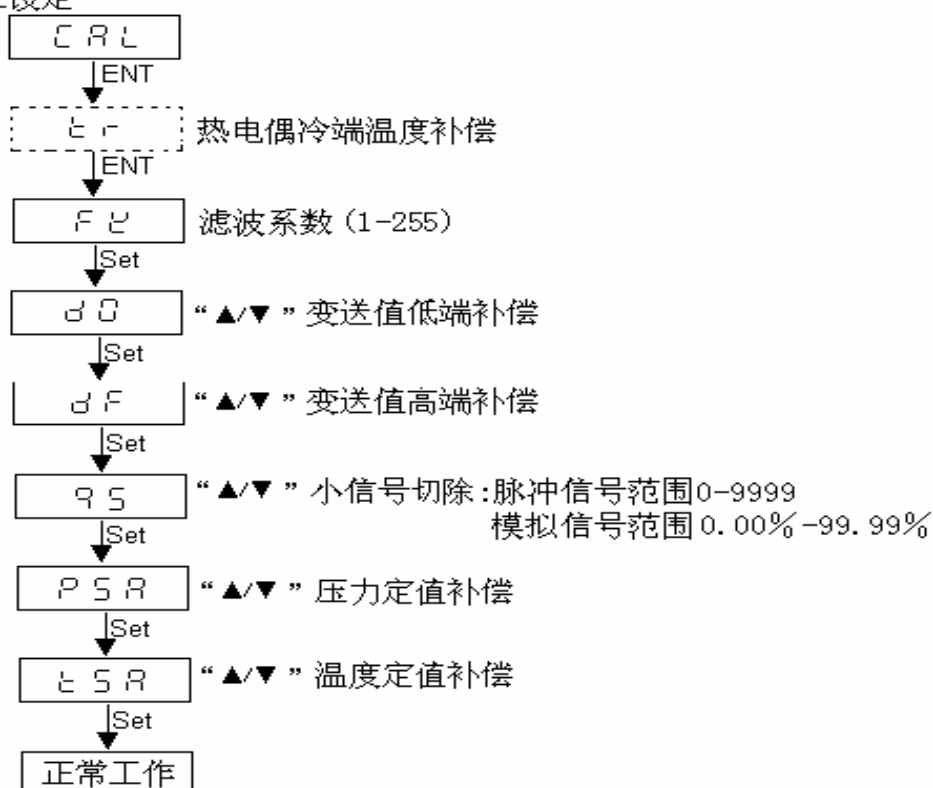 设定
CAL
ENT
tr 热电偶冷端温度补偿
ENT
FY 滤波系数(1-255)
Set
d0 “▲/▼”变送值低端补偿
Set
dF “▲/▼”变送值高端补偿
Set
qS “▲/▼”小信号切除:脉冲信号范围0-9999
模拟信号范围0.00%-99.99%
Set
PSA “▲/▼”压力定值补偿
Set
tSA “▲/▼”温度定值补偿
Set
正常工作